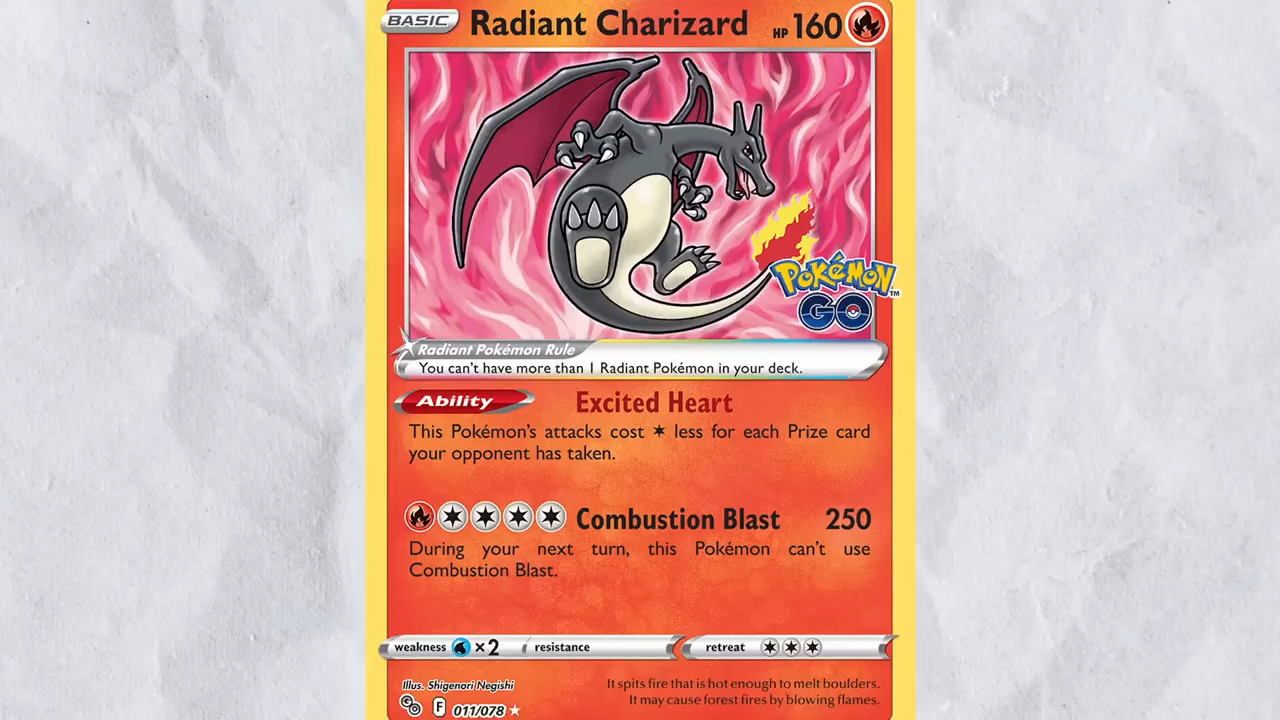 BASIC Radiant Charizard HP 160
POKéMON™
GO
Radiant Pokémon Rule
You can't have more than 1 Radiant Pokémon in your deck.
Ability Excited Heart
This Pokémon's attacks cost less for each Prize card
your opponent has taken.
Combustion Blast 250
During your next turn, this Pokémon can't use
Combustion Blast.
weakness ×2 resistance retreat
Illus. Shigenori Negishi
It spits fire that is hot enough to melt boulders.
It may cause forest fires by blowing flames.
GO F 011/078